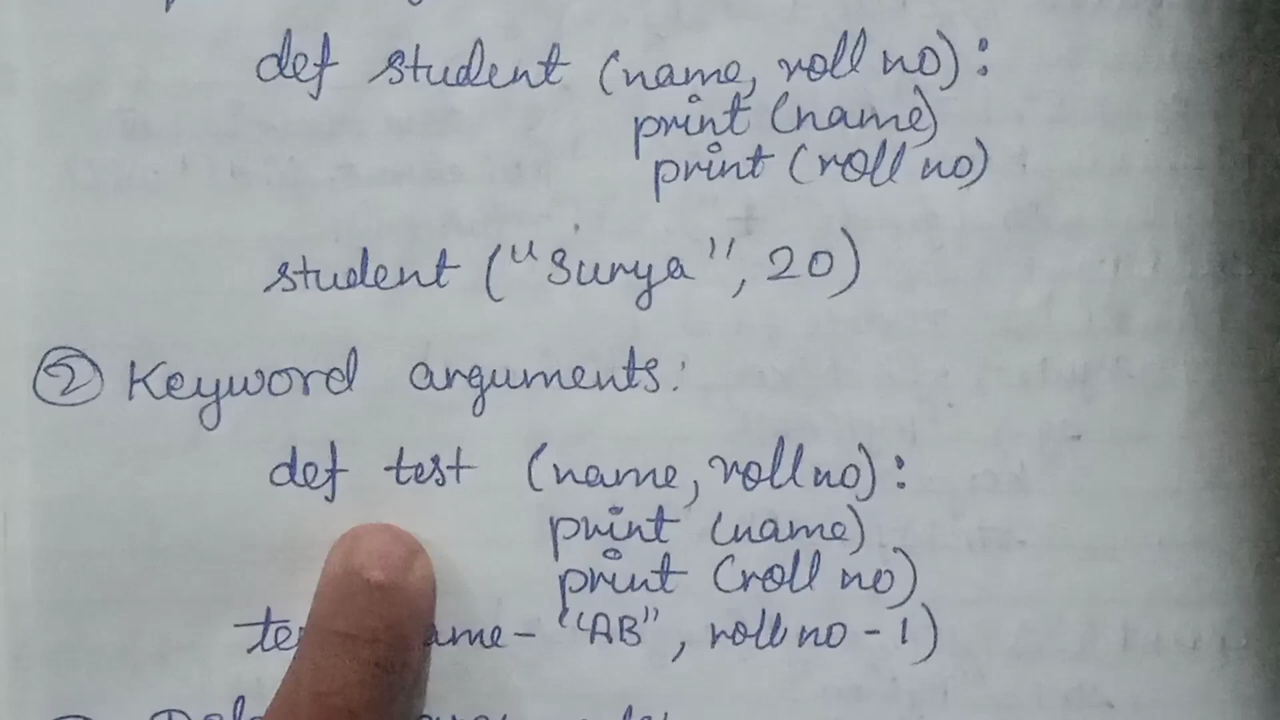 def student (name, roll no):
print (name)
print (roll no)
student ("Surya", 20)
② Keyword arguments:
def test (name, roll no):
print (name)
print (roll no)
"AB", roll no - 1)